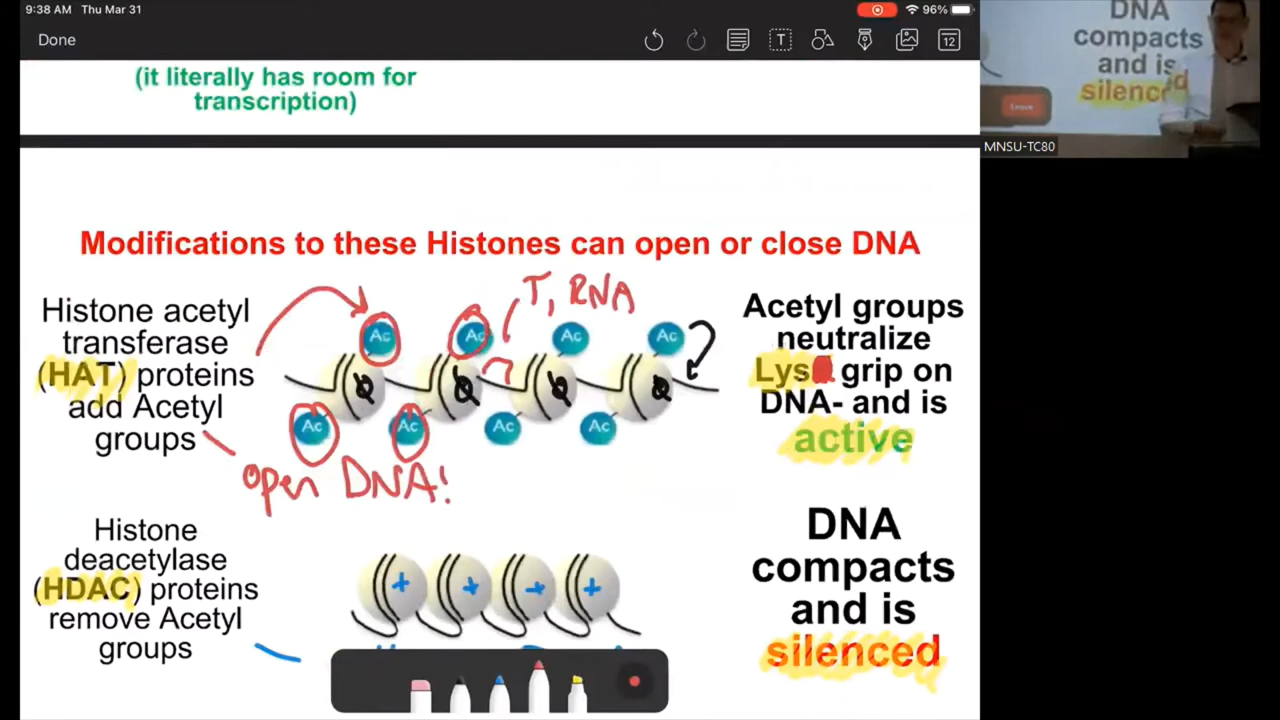 9:38 AM Thu Mar 31
96%
Done
T
12
(it literally has room for
transcription)
Modifications to these Histones can open or close DNA
Histone acetyl
transferase
(HAT) proteins
add Acetyl
groups
T, RNA
Ac Ac Ac Ac
Ac Ac Ac Ac
open DNA!
Acetyl groups
neutralize
Lys grip on
DNA- and is
active
Histone
deacetylase
(HDAC) proteins
remove Acetyl
groups
+ + + +
DNA
compacts
and is
silenced
DNA
compacts
and is
silenced
Leave
MNSU-TC80